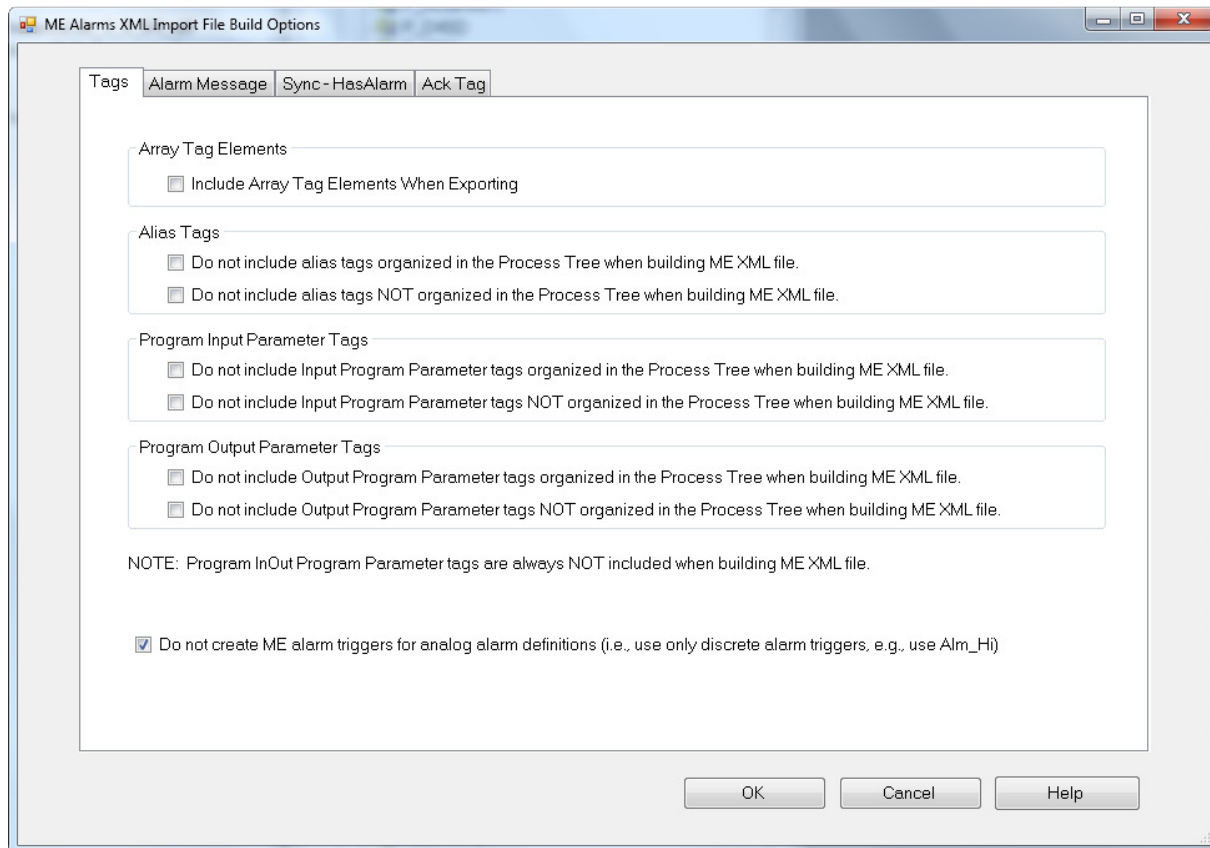 ME Alarms XML Import File Build Options
Tags
Alarm Message
Sync - HasAlarm
Ack Tag
Array Tag Elements
Include Array Tag Elements When Exporting
Alias Tags
Do not include alias tags organized in the Process Tree when building ME XML file.
Do not include alias tags NOT organized in the Process Tree when building ME XML file.
Program Input Parameter Tags
Do not include Input Program Parameter tags organized in the Process Tree when building ME XML file.
Do not include Input Program Parameter tags NOT organized in the Process Tree when building ME XML file.
Program Output Parameter Tags
Do not include Output Program Parameter tags organized in the Process Tree when building ME XML file.
Do not include Output Program Parameter tags NOT organized in the Process Tree when building ME XML file.
NOTE: Program InOut Program Parameter tags are always NOT included when building ME XML file.
Do not create ME alarm triggers for analog alarm definitions (i.e., use only discrete alarm triggers, e.g., use Alm_Hi)
OK
Cancel
Help